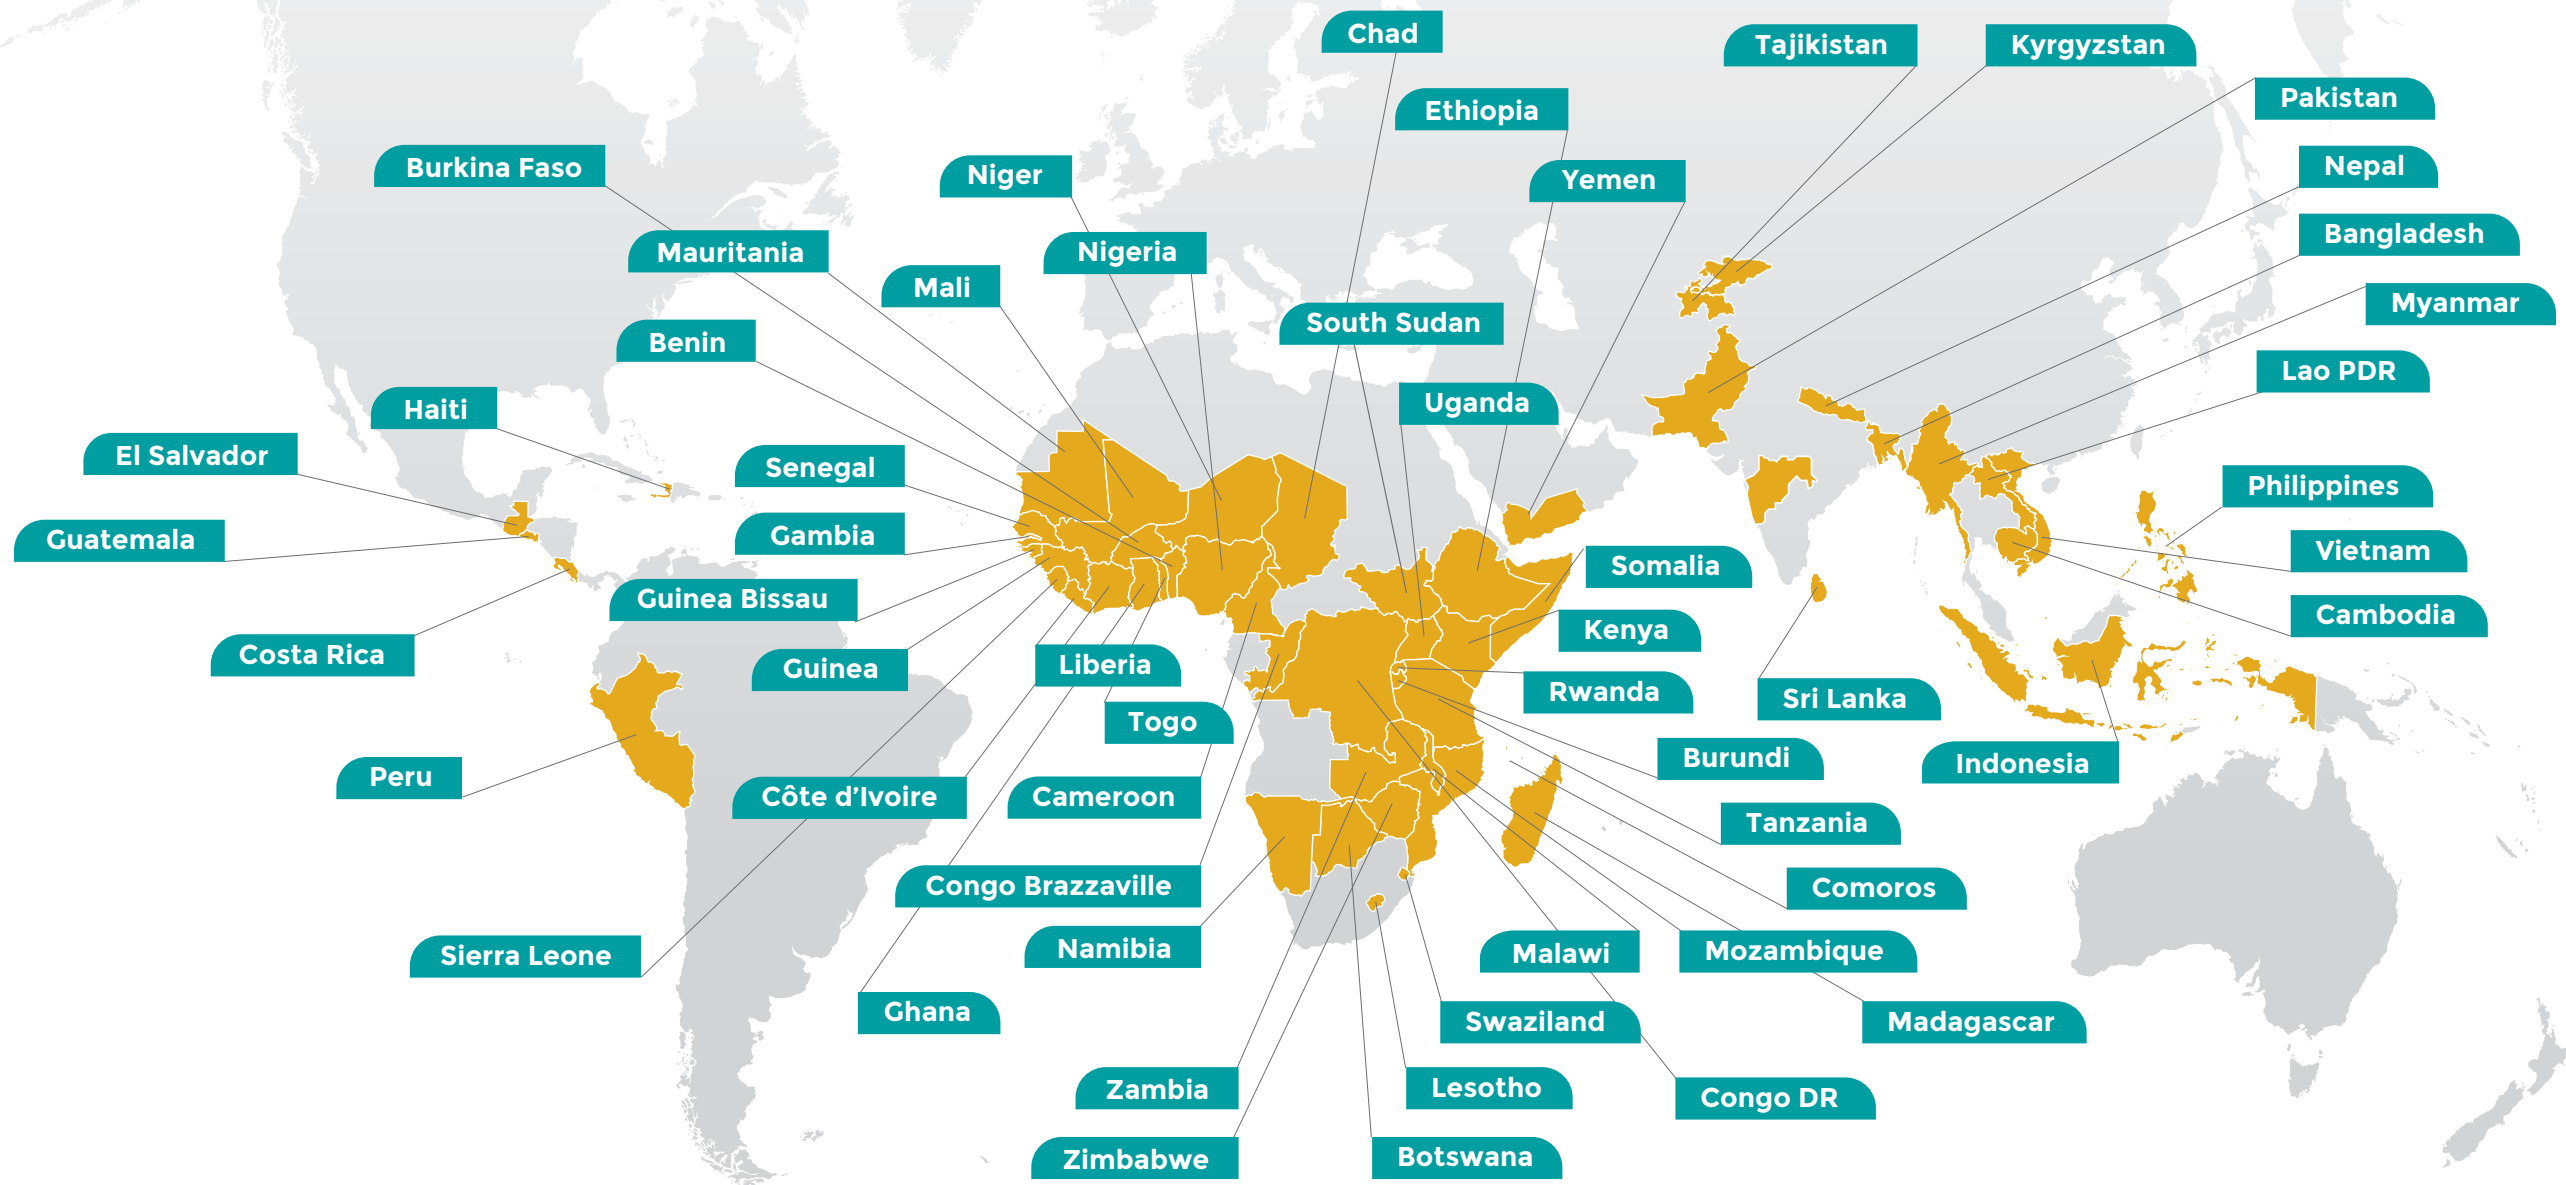 Chad
Tajikistan
Kyrgyzstan
Pakistan
Ethiopia
Burkina Faso
Niger
Yemen
Nepal
Mauritania
Nigeria
Bangladesh
Mali
Myanmar
South Sudan
Benin
Lao PDR
Haiti
Uganda
El Salvador
Senegal
Philippines
Guatemala
Gambia
Vietnam
Somalia
Guinea Bissau
Kenya
Cambodia
Costa Rica
Guinea
Liberia
Rwanda
Sri Lanka
Togo
Peru
Burundi
Indonesia
Côte d’Ivoire
Cameroon
Tanzania
Congo Brazzaville
Comoros
Sierra Leone
Namibia
Malawi
Mozambique
Ghana
Swaziland
Madagascar
Zambia
Lesotho
Congo DR
Zimbabwe
Botswana